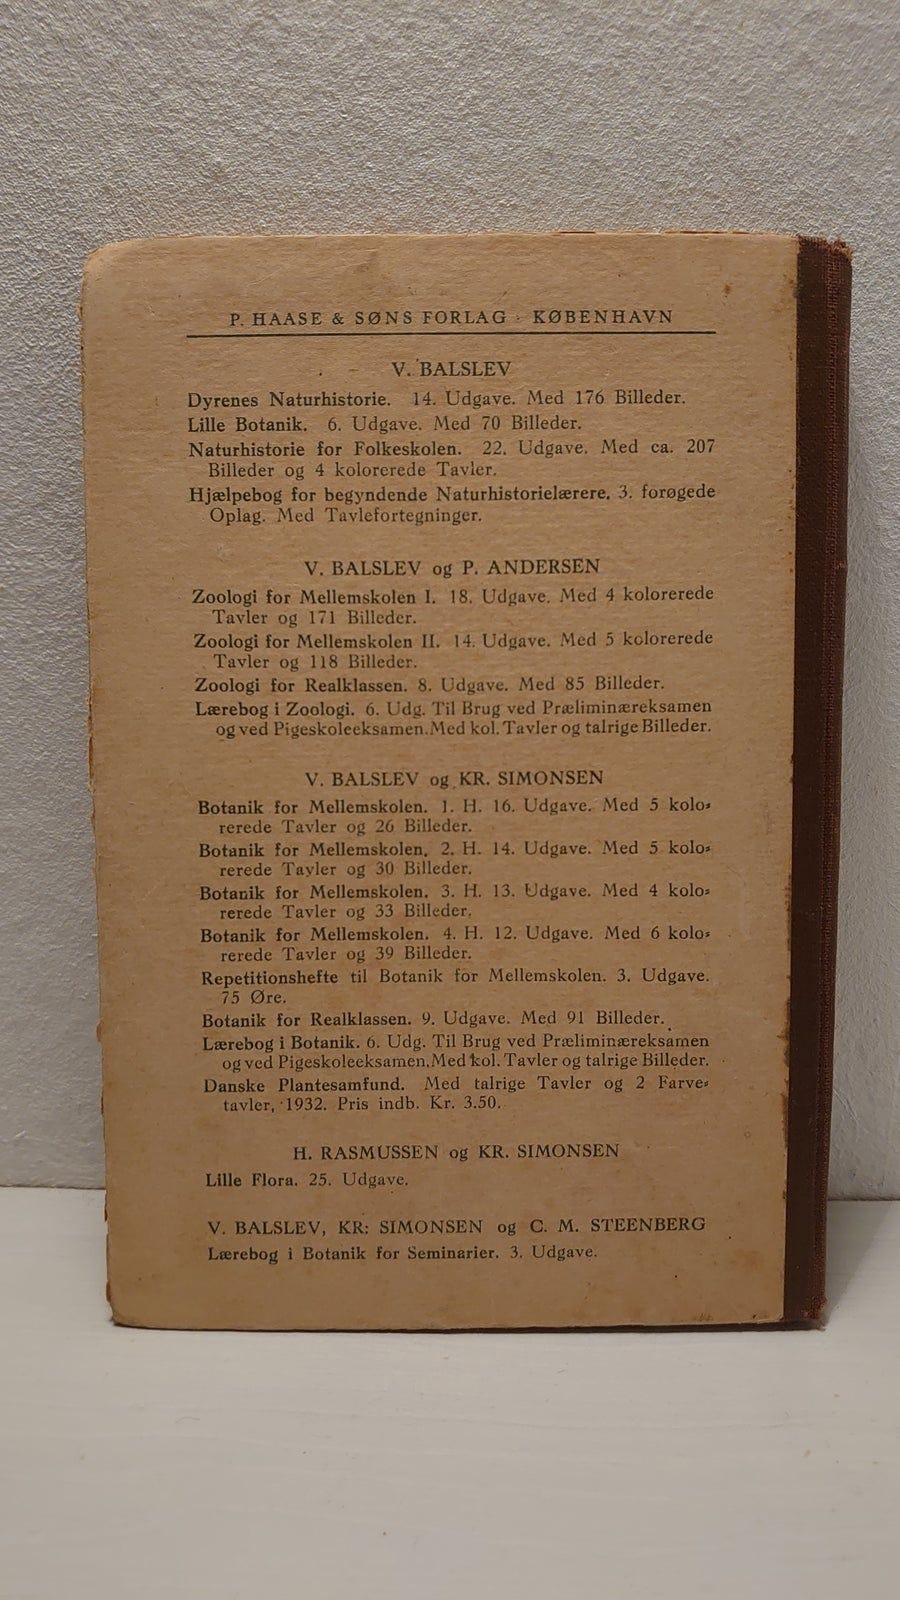 P. HAASE & SØNS FORLAG · KØBENHAVN
V. BALSLEV
Dyrenes Naturhistorie. 14. Udgave. Med 176 Billeder.
Lille Botanik. 6. Udgave. Med 70 Billeder.
Naturhistorie for Folkeskolen. 22. Udgave. Med ca. 207
Billeder og 4 kolorerede Tavler.
Hjælpebog for begyndende Naturhistorielærere. 3. forøgede
Oplag. Med Tavlefortegninger.
V. BALSLEV og P. ANDERSEN
Zoologi for Mellemskolen I. 18. Udgave. Med 4 kolorerede
Tavler og 171 Billeder.
Zoologi for Mellemskolen II. 14. Udgave. Med 5 kolorerede
Tavler og 118 Billeder.
Zoologi for Realklassen. 8. Udgave. Med 85 Billeder.
Lærebog i Zoologi. 6. Udg. Til Brug ved Præliminæreksamen
og ved Pigeskoleeksamen. Med kol. Tavler og talrige Billeder.
V. BALSLEV og KR. SIMONSEN
Botanik for Mellemskolen. 1. H. 16. Udgave. Med 5 kolo-
rerede Tavler og 26 Billeder.
Botanik for Mellemskolen. 2. H. 14. Udgave. Med 5 kolo-
rerede Tavler og 30 Billeder.
Botanik for Mellemskolen. 3. H. 13. Udgave. Med 4 kolo-
rerede Tavler og 33 Billeder.
Botanik for Mellemskolen. 4. H. 12. Udgave. Med 6 kolo-
rerede Tavler og 39 Billeder.
Repetitionshefte til Botanik for Mellemskolen. 3. Udgave.
75 Øre.
Botanik for Realklassen. 9. Udgave. Med 91 Billeder.
Lærebog i Botanik. 6. Udg. Til Brug ved Præliminæreksamen
og ved Pigeskoleeksamen. Med kol. Tavler og talrige Billeder.
Danske Plantesamfund. Med talrige Tavler og 2 Farve-
tavler, 1932. Pris indb. Kr. 3.50.
H. RASMUSSEN og KR. SIMONSEN
Lille Flora. 25. Udgave.
V. BALSLEV, KR. SIMONSEN og C. M. STEENBERG
Lærebog i Botanik for Seminarier. 3. Udgave.